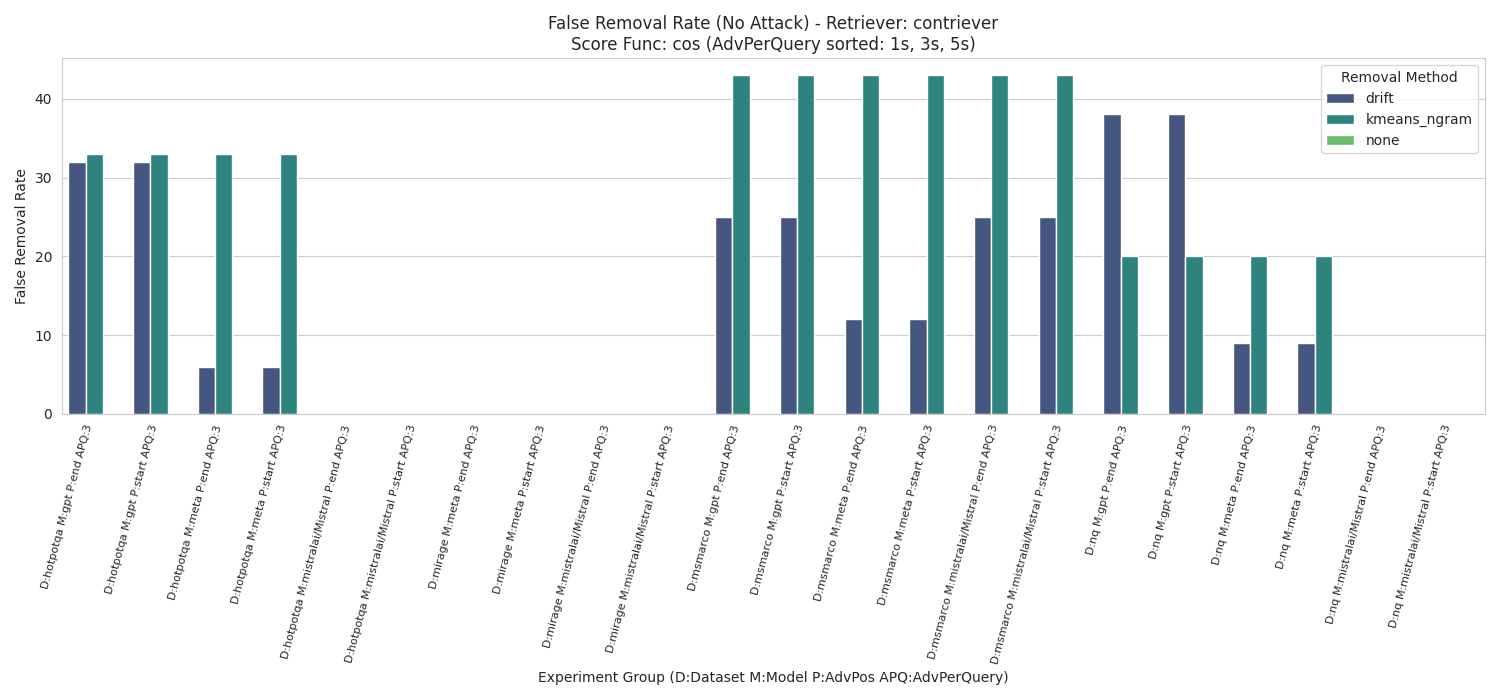 False Removal Rate (No Attack) - Retriever: contriever
Score Func: cos (AdvPerQuery sorted: 1s, 3s, 5s)
Removal Method
drift
kmeans_ngram
none
False Removal Rate
40
30
20
10
0
D:hotpotqa M:gpt P:end APQ:3
D:hotpotqa M:gpt P:start APQ:3
D:hotpotqa M:meta P:end APQ:3
D:hotpotqa M:meta P:start APQ:3
D:hotpotqa M:mistralai/Mistral P:end APQ:3
D:hotpotqa M:mistralai/Mistral P:start APQ:3
D:mirage M:meta P:end APQ:3
D:mirage M:meta P:start APQ:3
D:mirage M:mistralai/Mistral P:end APQ:3
D:mirage M:mistralai/Mistral P:start APQ:3
D:msmarco M:gpt P:end APQ:3
D:msmarco M:gpt P:start APQ:3
D:msmarco M:meta P:end APQ:3
D:msmarco M:meta P:start APQ:3
D:msmarco M:mistralai/Mistral P:end APQ:3
D:msmarco M:mistralai/Mistral P:start APQ:3
D:nq M:gpt P:end APQ:3
D:nq M:gpt P:start APQ:3
D:nq M:meta P:end APQ:3
D:nq M:meta P:start APQ:3
D:nq M:mistralai/Mistral P:end APQ:3
D:nq M:mistralai/Mistral P:start APQ:3
Experiment Group (D:Dataset M:Model P:AdvPos APQ:AdvPerQuery)